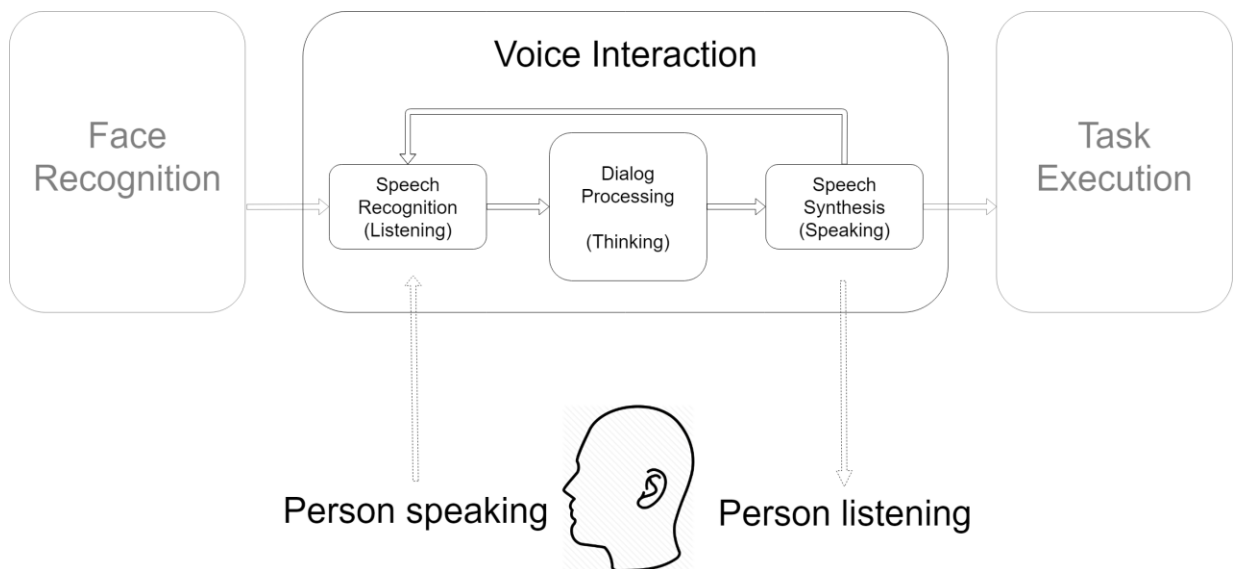 Voice Interaction
Face
Recognition
Speech
Recognition
(Listening)
Dialog
Processing
(Thinking)
Speech
Synthesis
(Speaking)
Task
Execution
Person speaking
Person listening